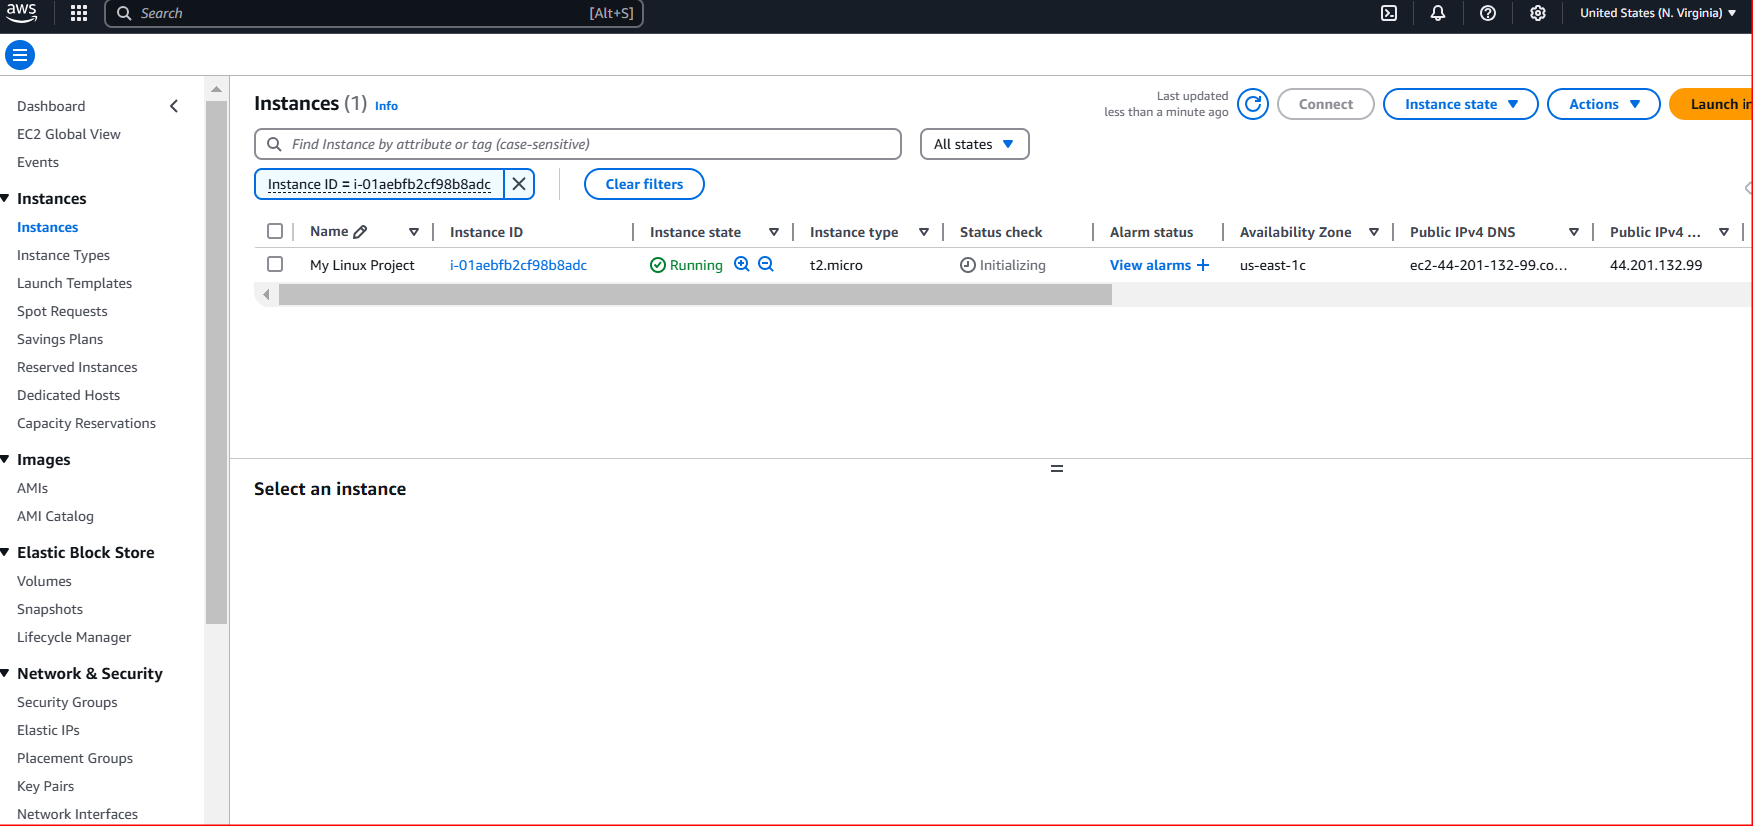 aws
Search [Alt+S]
United States (N. Virginia)
Dashboard
EC2 Global View
Events
Instances
Instances
Instance Types
Launch Templates
Spot Requests
Savings Plans
Reserved Instances
Dedicated Hosts
Capacity Reservations
Images
AMIs
AMI Catalog
Elastic Block Store
Volumes
Snapshots
Lifecycle Manager
Network & Security
Security Groups
Elastic IPs
Placement Groups
Key Pairs
Network Interfaces
Instances (1) Info
Last updated
less than a minute ago
Connect
Instance state
Actions
Launch in
Find Instance by attribute or tag (case-sensitive)
All states
Instance ID = i-01aebfb2cf98b8adc
Clear filters
Name Instance ID Instance state Instance type Status check Alarm status Availability Zone Public IPv4 DNS Public IPv4 ...
My Linux Project i-01aebfb2cf98b8adc Running t2.micro Initializing View alarms + us-east-1c ec2-44-201-132-99.co... 44.201.132.99
Select an instance